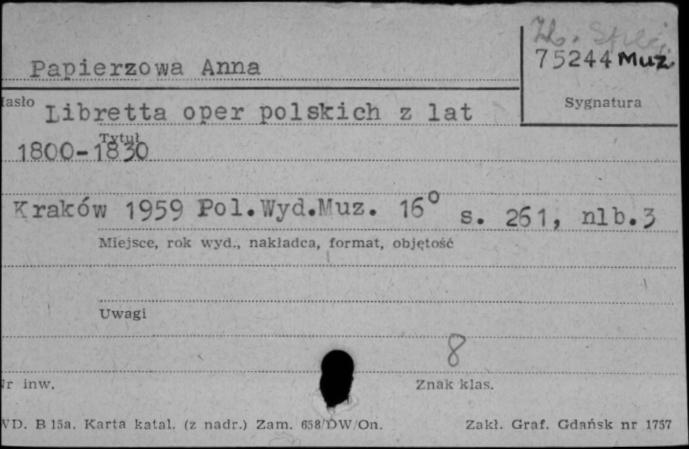 Zb. Spec.
75244 Muz.
Papierzowa Anna
Sygnatura
Hasło
Libretta oper polskich z lat
Tytuł
1800-1830
Kraków 1959 Pol.Wyd.Muz. 16° s. 261, nlb.3
Miejsce, rok wyd., nakładca, format, objętość
Uwagi
8
Nr inw.
Znak klas.
WD. B 15a. Karta katal. (z nadr.) Zam. 658/DW/On.
Zakł. Graf. Gdańsk nr 1757